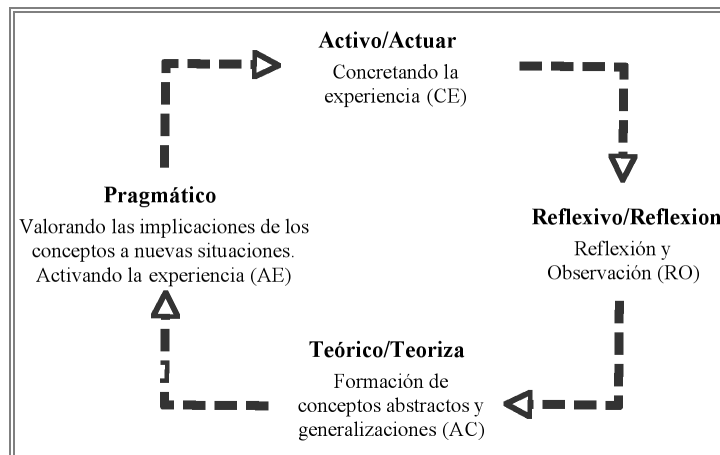 Activo/Actuar
Concretando la
experiencia (CE)
Pragmático
Valorando las implicaciones de los
conceptos a nuevas situaciones.
Activando la experiencia (AE)
Reflexivo/Reflexion
Reflexión y
Observación (RO)
Teórico/Teoriza
Formación de
conceptos abstractos y
generalizaciones (AC)